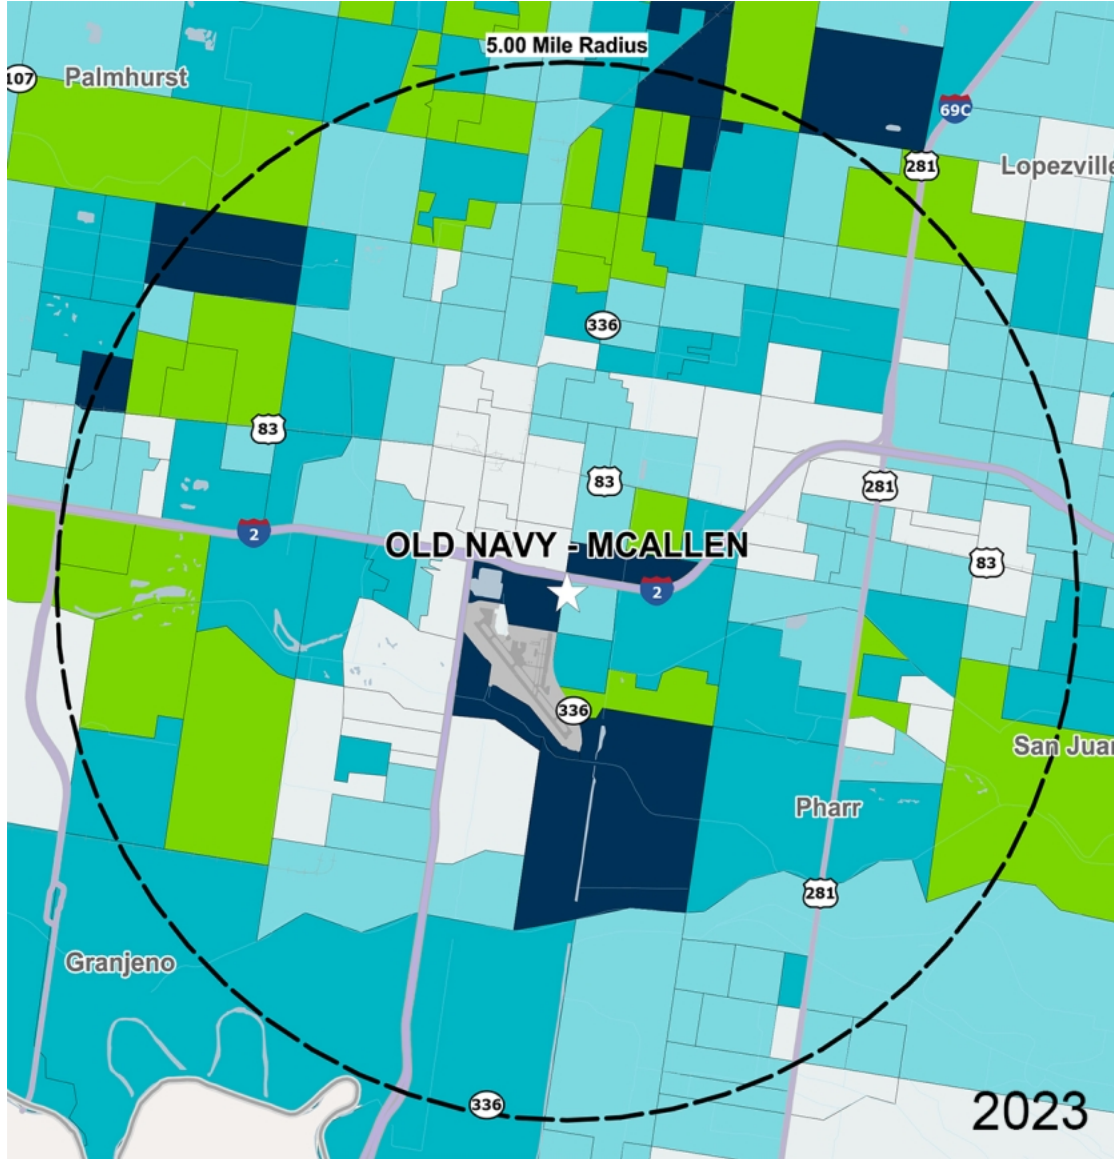 5.00 Mile Radius
107
Palmhurst
69C
281
Lopezville
336
83
83
281
2
OLD NAVY - MCALLEN
83
2
336
San Juan
Pharr
281
Granjeno
336
2023